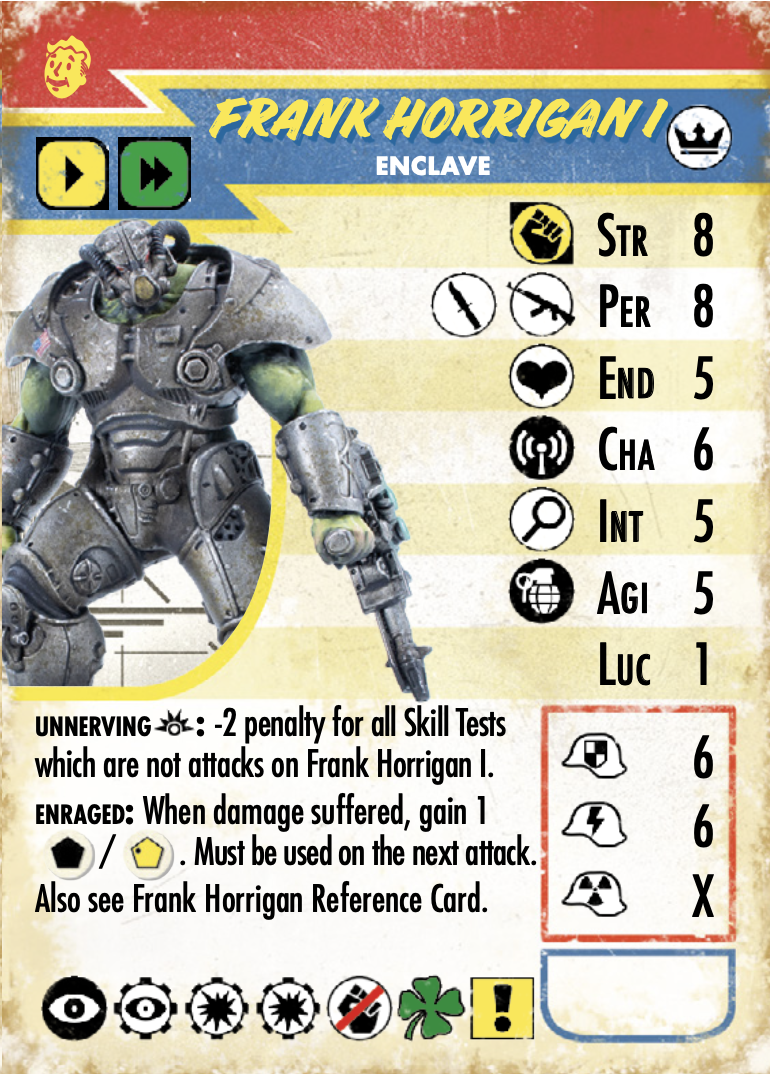 FRANK HORRIGAN I
ENCLAVE
STR 8
PER 8
END 5
CHA 6
INT 5
AGI 5
LUC 1
UNNERVING : -2 penalty for all Skill Tests
which are not attacks on Frank Horrigan I.
ENRAGED: When damage suffered, gain 1
/ . Must be used on the next attack.
Also see Frank Horrigan Reference Card.
6
6
X
!